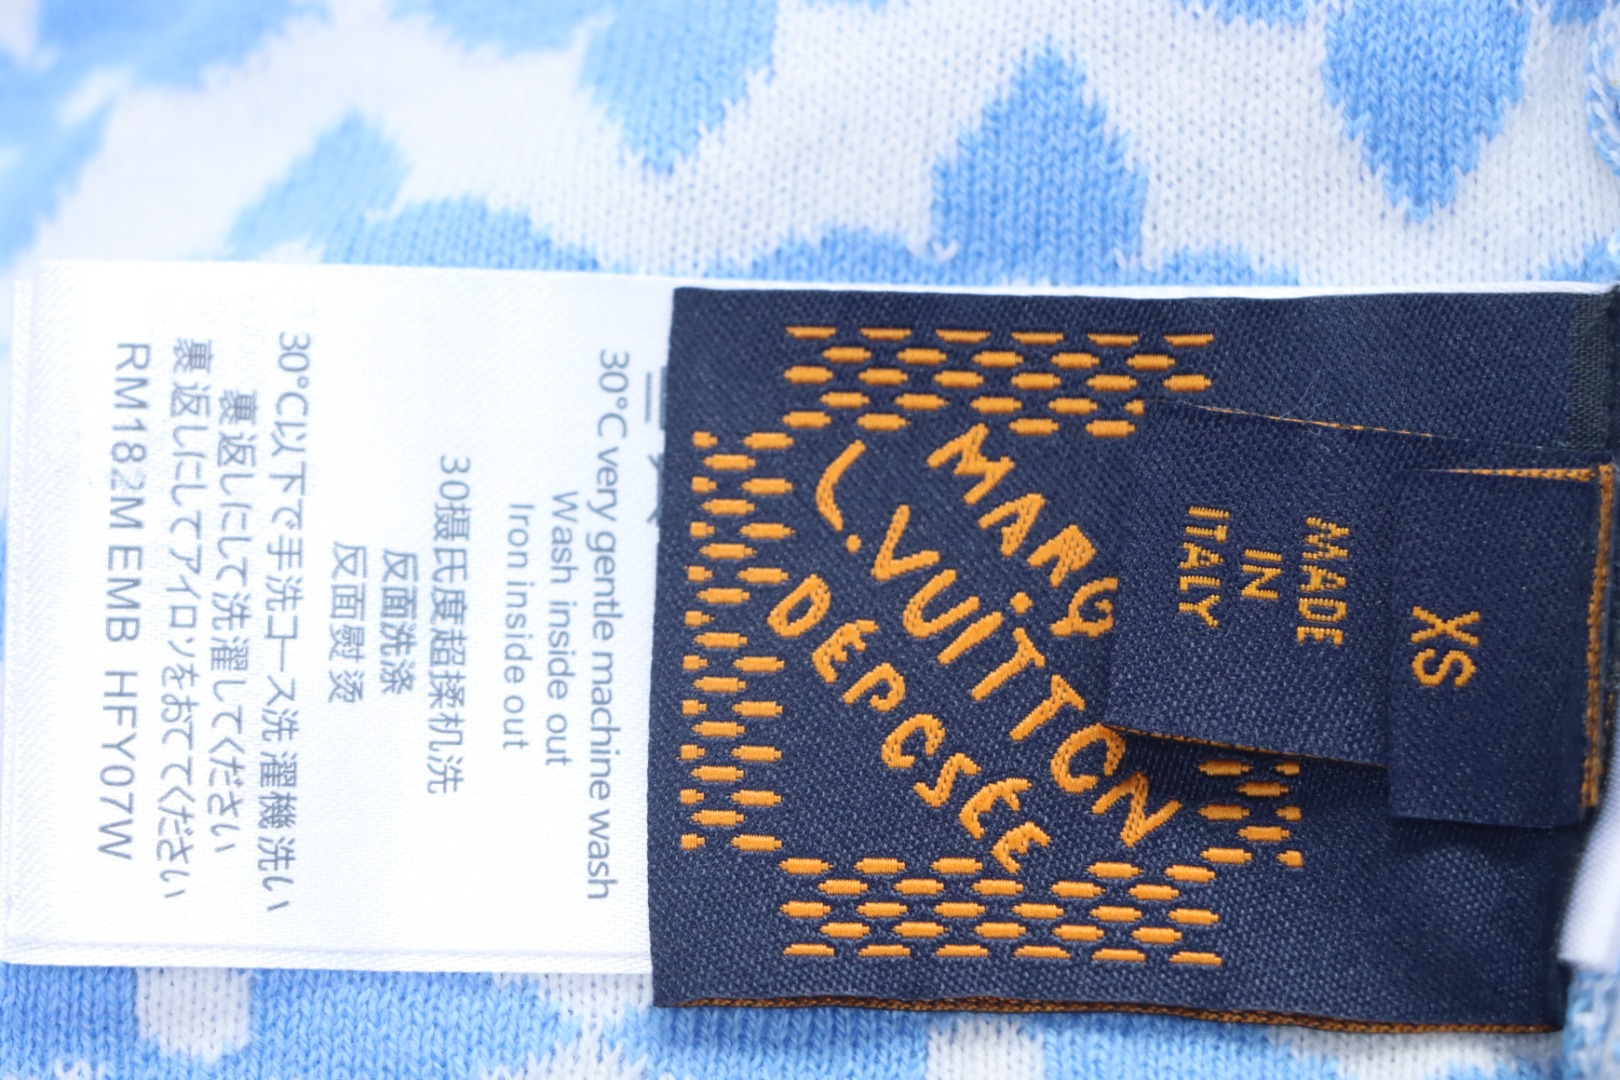 XS
MADE
IN
ITALY
MARQ
L.VUITTON
DÉPOSÉE
30°C very gentle machine wash
Wash inside out
Iron inside out
30摄氏度超揉机洗
反面洗涤
反面熨烫
30°C以下で手洗コース洗濯機洗い
裏返しにして洗濯してください
裏返しにしてアイロンをおててください
RM182M EMB HFY07W